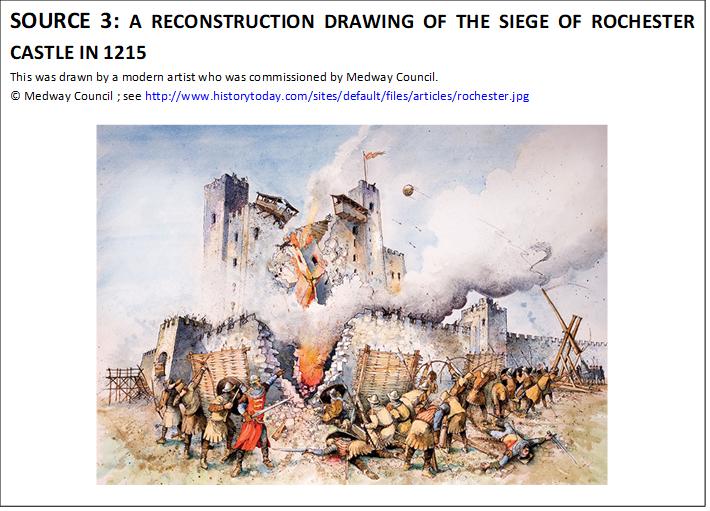 SOURCE 3: A RECONSTRUCTION DRAWING OF THE SIEGE OF ROCHESTER
CASTLE IN 1215
This was drawn by a modern artist who was commissioned by Medway Council.
© Medway Council ; see http://www.historytoday.com/sites/default/files/articles/rochester.jpg